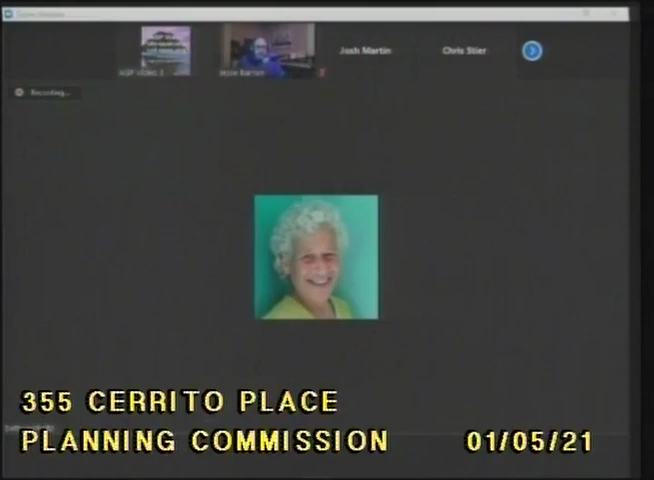 Josh Martin
Chris Stier
Recording...
355 CERRITO PLACE
PLANNING COMMISSION 01/05/21